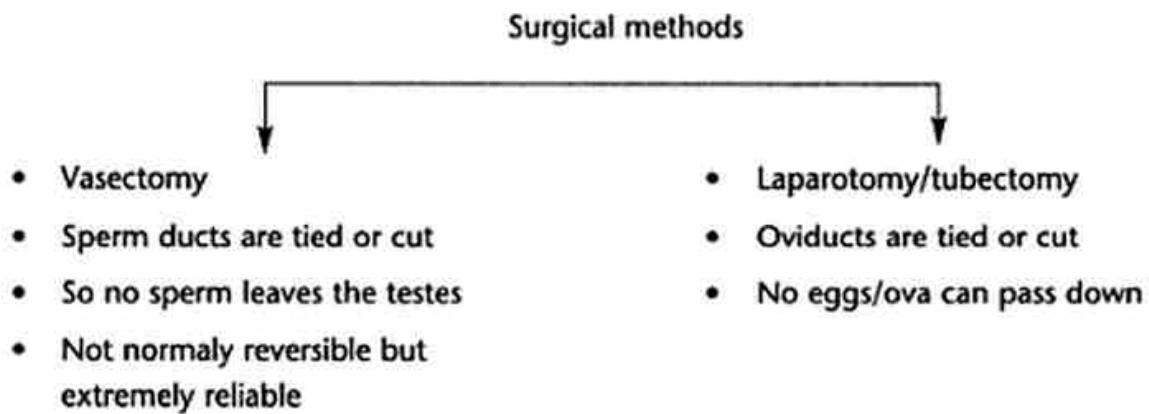 Surgical methods
• Vasectomy
• Sperm ducts are tied or cut
• So no sperm leaves the testes
• Not normaly reversible but
extremely reliable
• Laparotomy/tubectomy
• Oviducts are tied or cut
• No eggs/ova can pass down